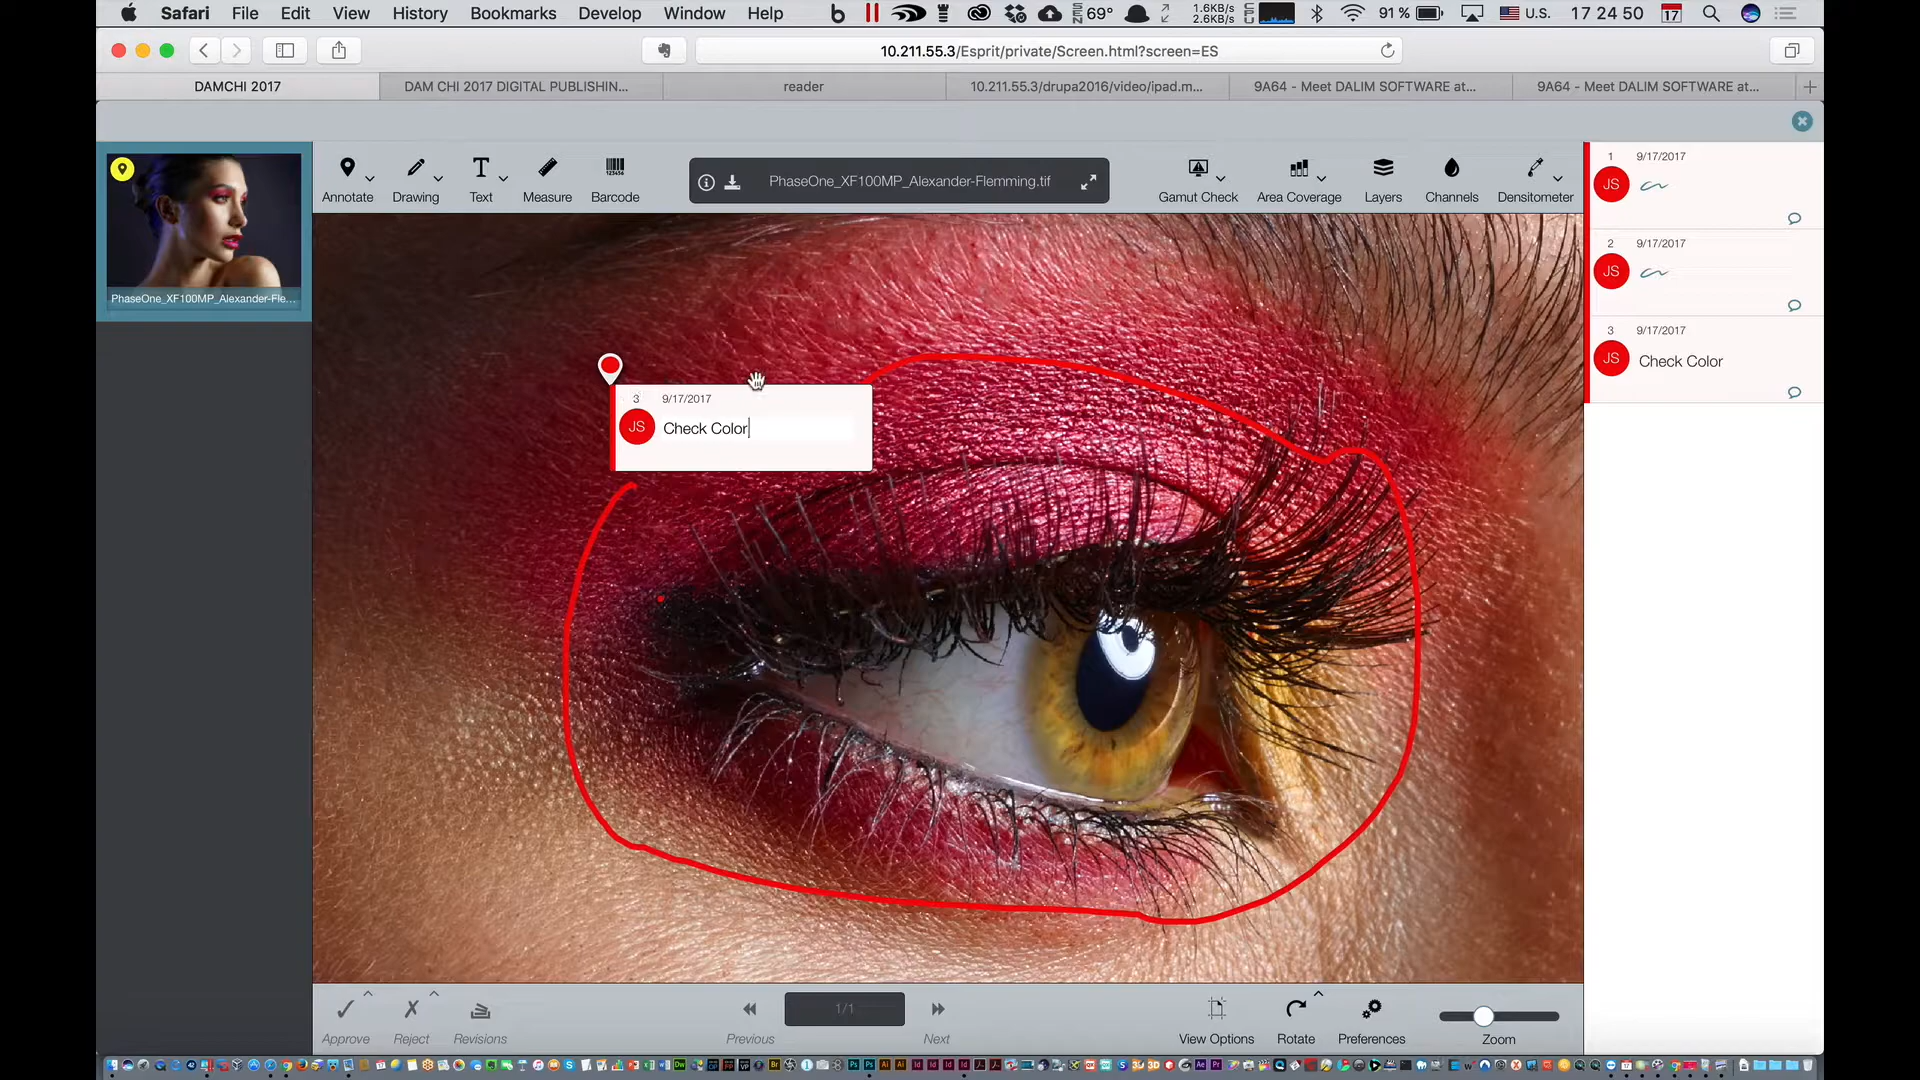 Safari File Edit View History Bookmarks Develop Window Help
69° 1.6KB/s 2.6KB/s 91 % U.S. 17 24 50 17
10.211.55.3/Esprit/private/Screen.html?screen=ES
DAMCHI 2017
DAM CHI 2017 DIGITAL PUBLISHIN...
reader
10.211.55.3/drupa2016/video/ipad.m...
9A64 - Meet DALIM SOFTWARE at...
9A64 - Meet DALIM SOFTWARE at...
PhaseOne_XF100MP_Alexander-Fle...
Annotate
Drawing
Text
Measure
Barcode
PhaseOne_XF100MP_Alexander-Flemming.tif
Gamut Check
Area Coverage
Layers
Channels
Densitometer
3 9/17/2017
JS Check Color
1 9/17/2017
JS
2 9/17/2017
JS
3 9/17/2017
JS Check Color
Approve
Reject
Revisions
Previous
1/1
Next
View Options
Rotate
Preferences
Zoom